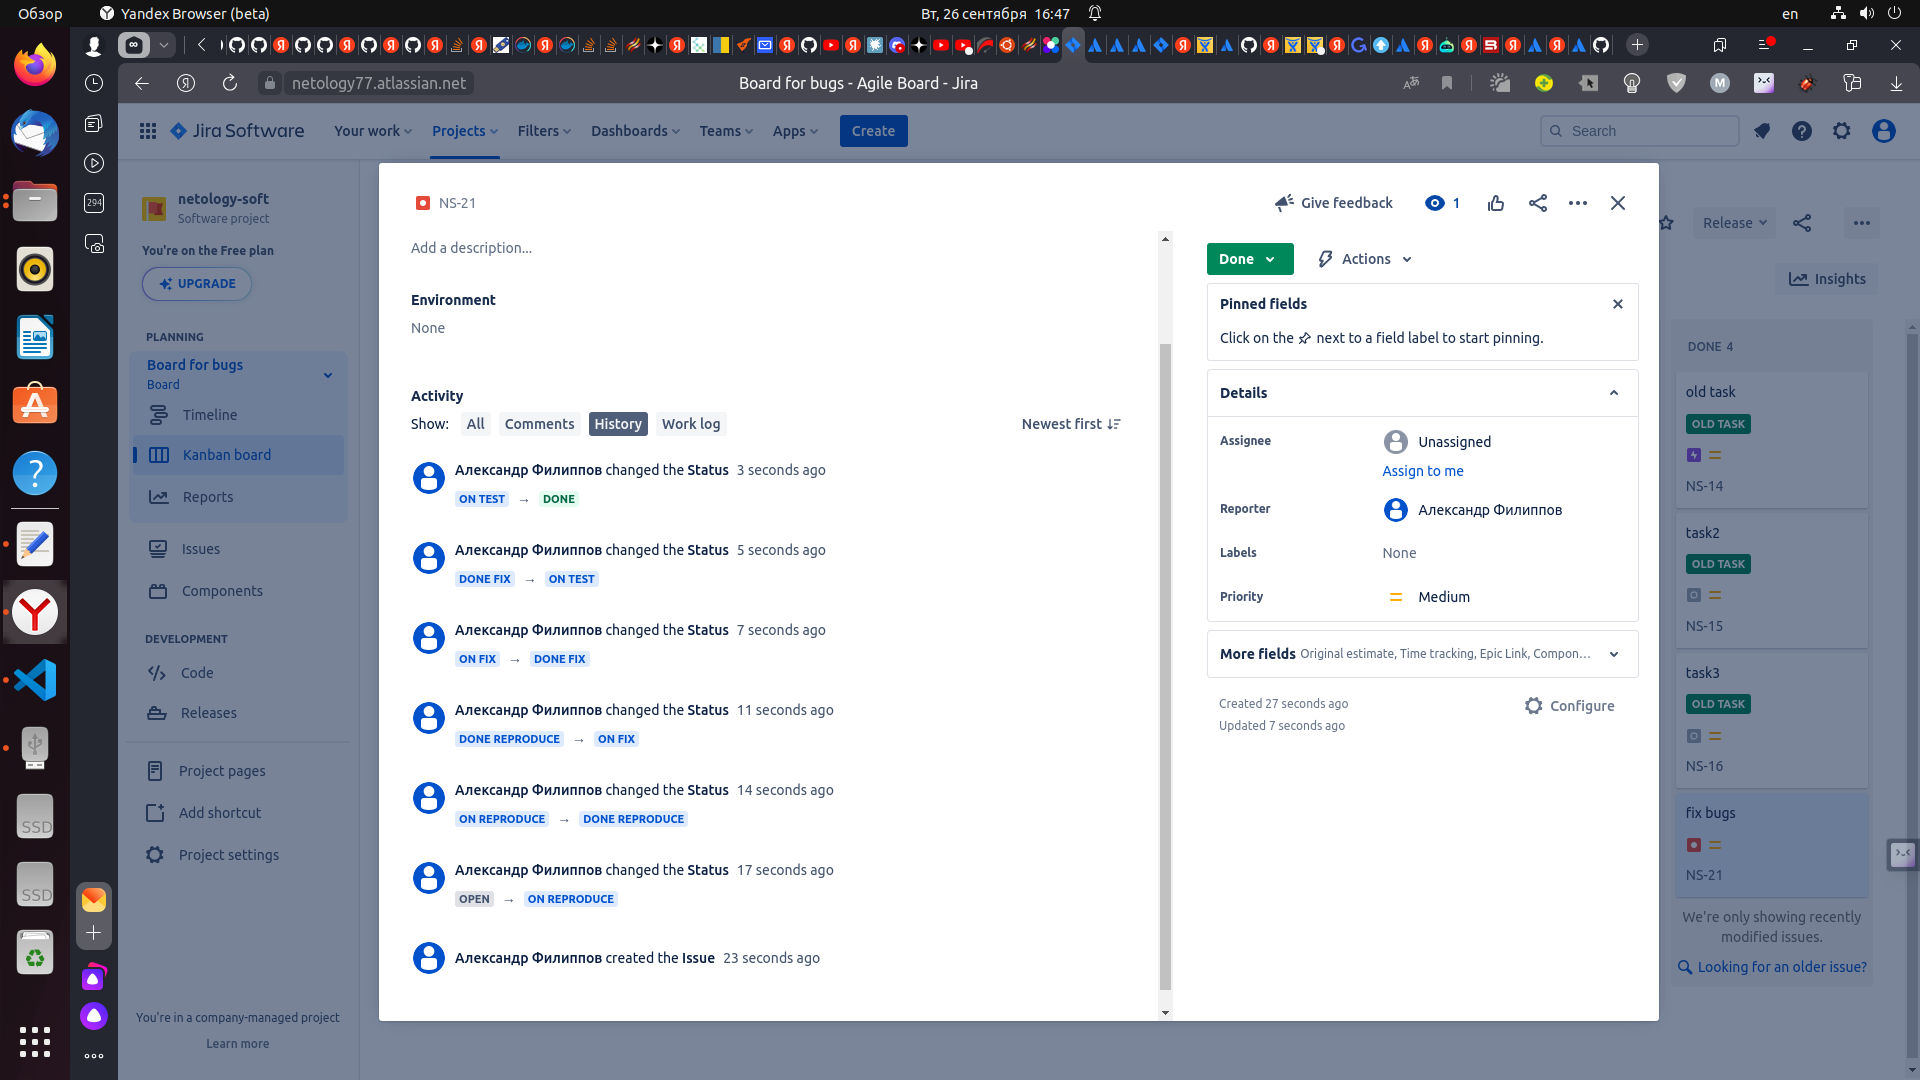 Обзор
Yandex Browser (beta)
Вт, 26 сентября 16:47
en
netology77.atlassian.net
Board for bugs - Agile Board - Jira
Jira Software
Your work
Projects
Filters
Dashboards
Teams
Apps
Create
Search
294
netology-soft
Software project
You're on the Free plan
UPGRADE
PLANNING
Board for bugs
Board
Timeline
Kanban board
Reports
Issues
Components
DEVELOPMENT
Code
Releases
Project pages
Add shortcut
Project settings
You're in a company-managed project
Learn more
NS-21
Give feedback
1
Add a description...
Environment
None
Activity
Show:
All
Comments
History
Work log
Newest first
Александр Филиппов changed the Status 3 seconds ago
ON TEST → DONE
Александр Филиппов changed the Status 5 seconds ago
DONE FIX → ON TEST
Александр Филиппов changed the Status 7 seconds ago
ON FIX → DONE FIX
Александр Филиппов changed the Status 11 seconds ago
DONE REPRODUCE → ON FIX
Александр Филиппов changed the Status 14 seconds ago
ON REPRODUCE → DONE REPRODUCE
Александр Филиппов changed the Status 17 seconds ago
OPEN → ON REPRODUCE
Александр Филиппов created the Issue 23 seconds ago
Done
Actions
Pinned fields
Click on the next to a field label to start pinning.
Details
Assignee
Unassigned
Assign to me
Reporter
Александр Филиппов
Labels
None
Priority
Medium
More fields Original estimate, Time tracking, Epic Link, Compon...
Created 27 seconds ago
Updated 7 seconds ago
Configure
Release
Insights
DONE 4
old task
OLD TASK
NS-14
task2
OLD TASK
NS-15
task3
OLD TASK
NS-16
fix bugs
NS-21
We're only showing recently
modified issues.
Looking for an older issue?
SSD
SSD